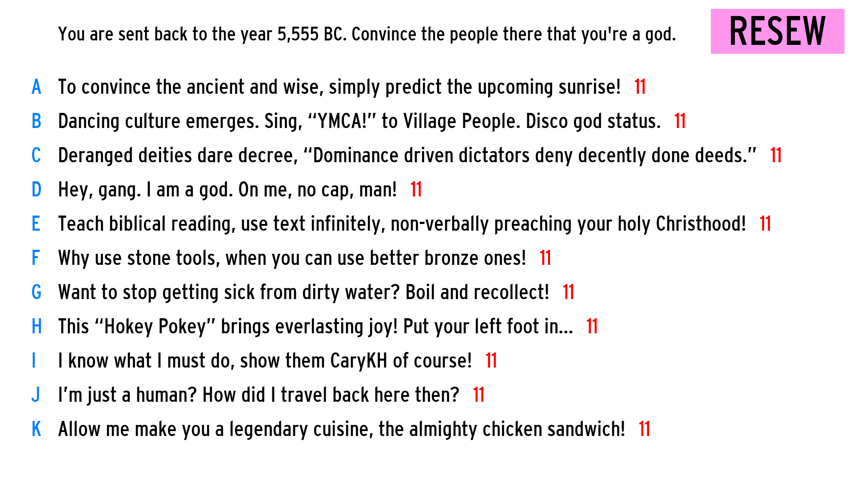 You are sent back to the year 5,555 BC. Convince the people there that you're a god.
RESEW
A To convince the ancient and wise, simply predict the upcoming sunrise! 11
B Dancing culture emerges. Sing, “YMCA!” to Village People. Disco god status. 11
C Deranged deities dare decree, “Dominance driven dictators deny decently done deeds.” 11
D Hey, gang. I am a god. On me, no cap, man! 11
E Teach biblical reading, use text infinitely, non-verbally preaching your holy Christhood! 11
F Why use stone tools, when you can use better bronze ones! 11
G Want to stop getting sick from dirty water? Boil and recollect! 11
H This “Hokey Pokey” brings everlasting joy! Put your left foot in... 11
I I know what I must do, show them CaryKH of course! 11
J I’m just a human? How did I travel back here then? 11
K Allow me make you a legendary cuisine, the almighty chicken sandwich! 11